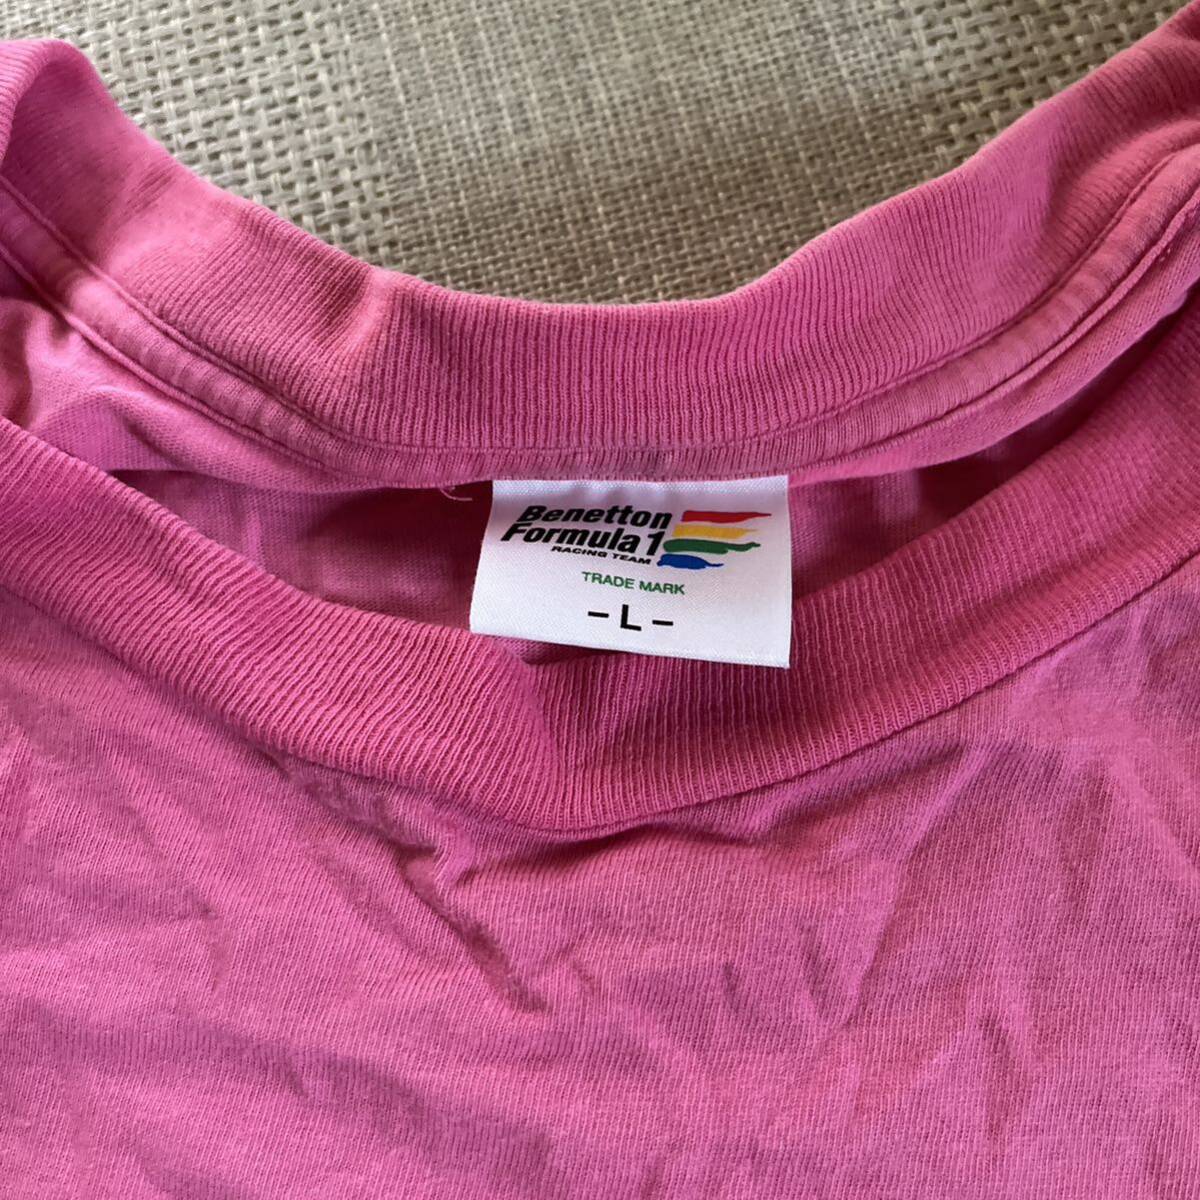 Benetton
Formula 1
RACING TEAM
TRADE MARK
-L-